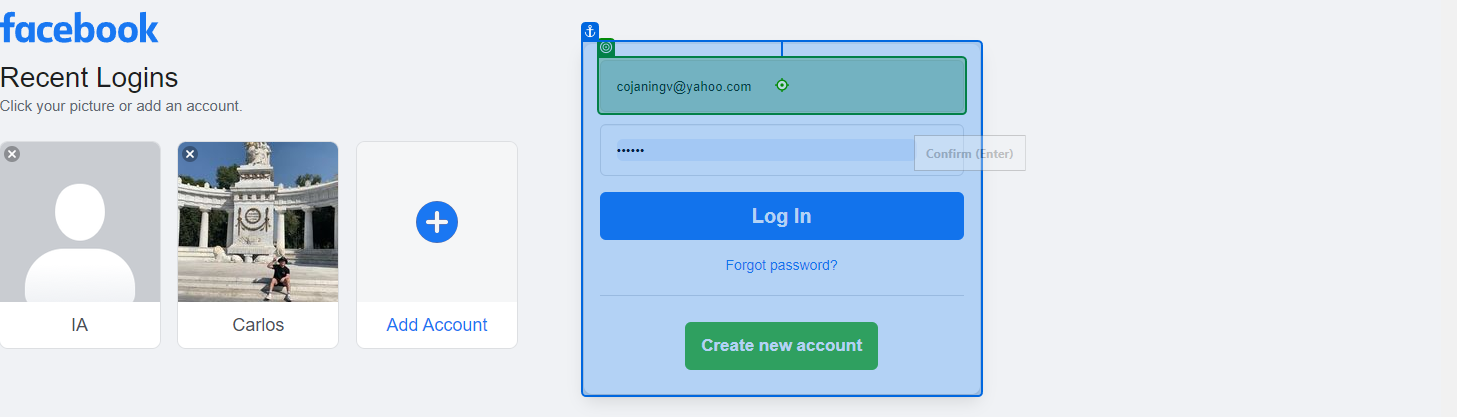 facebook
Recent Logins
Click your picture or add an account.
IA
Carlos
Add Account
cojaningv@yahoo.com
••••••
Confirm (Enter)
Log In
Forgot password?
Create new account